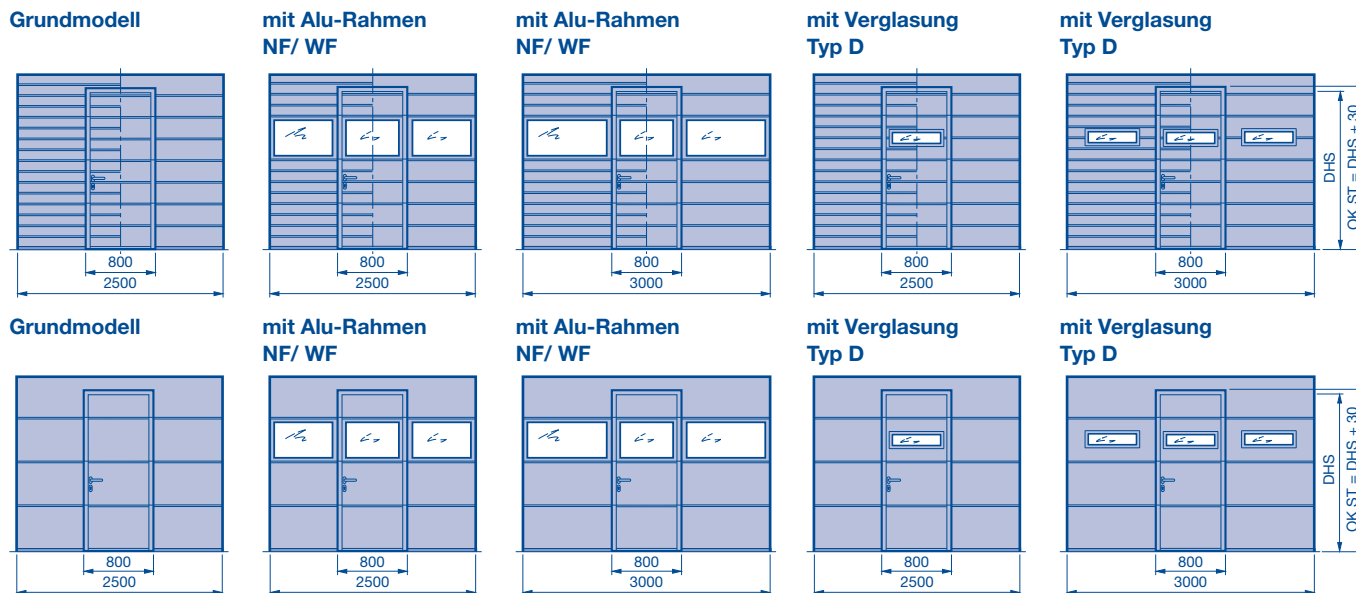 Grundmodell
mit Alu-Rahmen
NF/ WF
mit Alu-Rahmen
NF/ WF
mit Verglasung
Typ D
mit Verglasung
Typ D
DHS
OK ST = DHS + 30
800
2500
800
2500
800
3000
800
2500
800
3000
Grundmodell
mit Alu-Rahmen
NF/ WF
mit Alu-Rahmen
NF/ WF
mit Verglasung
Typ D
mit Verglasung
Typ D
DHS
OK ST = DHS + 30
800
2500
800
2500
800
3000
800
2500
800
3000